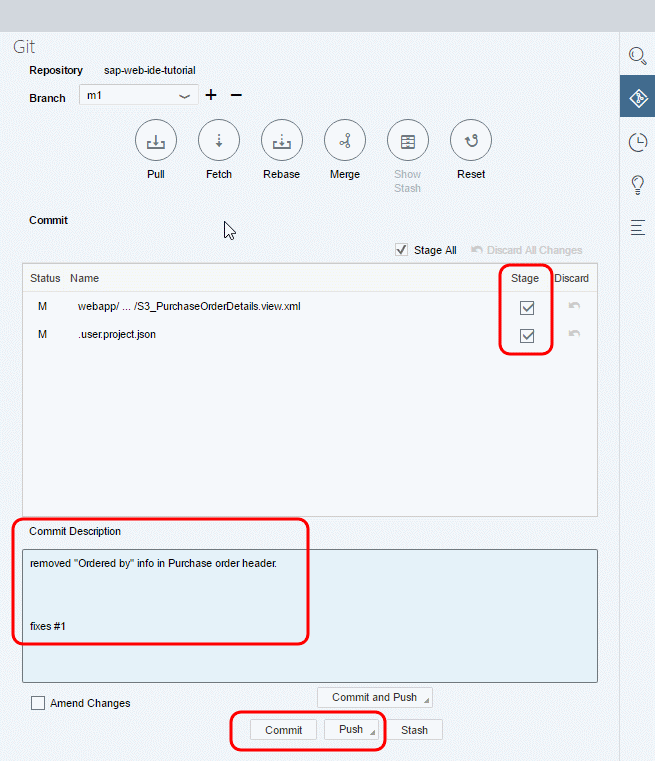 Git
Repository sap-web-ide-tutorial
Branch m1
Pull Fetch Rebase Merge Show Stash Reset
Commit
Stage All Discard All Changes
Status Name Stage Discard
M webapp/ ... /S3_PurchaseOrderDetails.view.xml
M .user.project.json
Commit Description
removed "Ordered by" info in Purchase order header.
fixes #1
Amend Changes
Commit and Push
Commit Push Stash